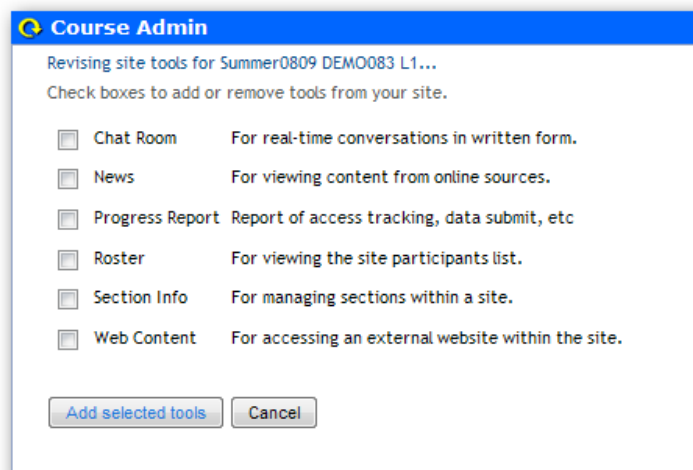 Course Admin
Revising site tools for Summer0809 DEMO083 L1...
Check boxes to add or remove tools from your site.
Chat Room For real-time conversations in written form.
News For viewing content from online sources.
Progress Report Report of access tracking, data submit, etc
Roster For viewing the site participants list.
Section Info For managing sections within a site.
Web Content For accessing an external website within the site.
Add selected tools Cancel